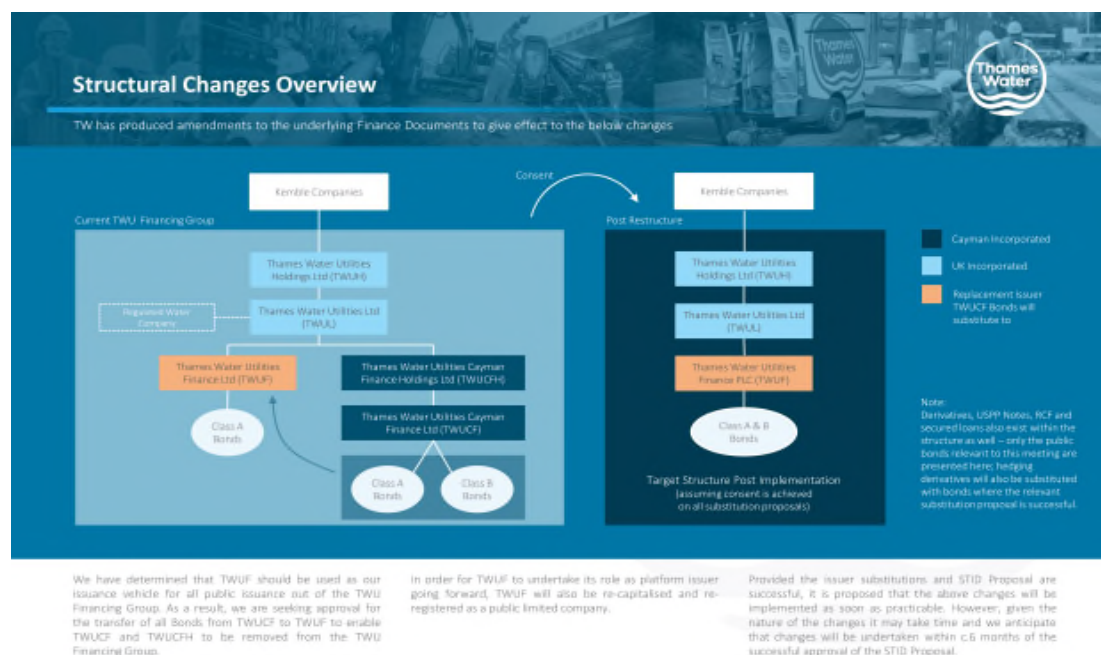 Structural Changes Overview
Thames
Water
TW has produced amendments to the underlying Finance Documents to give effect to the below changes
Consent
Kemble Companies
Kemble Companies
Current TWU Financing Group
Post Restructure
Cayman Incorporated
UK Incorporated
Replacement Issuer
TWUCF Bonds will
substitute to
Thames Water Utilities
Holdings Ltd (TWUH)
Thames Water Utilities
Holdings Ltd (TWUH)
Regulated Water
Company
Thames Water Utilities Ltd
(TWUL)
Thames Water Utilities Ltd
(TWUL)
Thames Water Utilities
Finance Ltd (TWUF)
Thames Water Utilities Cayman
Finance Holdings Ltd (TWUCFH)
Thames Water Utilities
Finance PLC (TWUF)
Class A
Bonds
Thames Water Utilities Cayman
Finance Ltd (TWUCF)
Class A & B
Bonds
Class A
Bonds
Class B
Bonds
Target Structure Post Implementation
(assuming consent is achieved
on all substitution proposals)
Note:
Derivatives, USPP Notes, RCF and
secured loans also exist within the
structure as well – only the public
bonds relevant to this meeting are
presented here; hedging
derivatives will also be substituted
with bonds where the relevant
substitution proposal is successful.
We have determined that TWUF should be used as our
issuance vehicle for all public issuance out of the TWU
Financing Group. As a result, we are seeking approval for
the transfer of all Bonds from TWUCF to TWUF to enable
TWUCF and TWUCFH to be removed from the TWU
Financing Group.
In order for TWUF to undertake its role as platform issuer
going forward, TWUF will also be re-capitalised and re-
registered as a public limited company.
Provided the issuer substitutions and STID Proposal are
successful, it is proposed that the above changes will be
implemented as soon as practicable. However, given the
nature of the changes it may take time and we anticipate
that changes will be undertaken within c.6 months of the
successful approval of the STID Proposal.